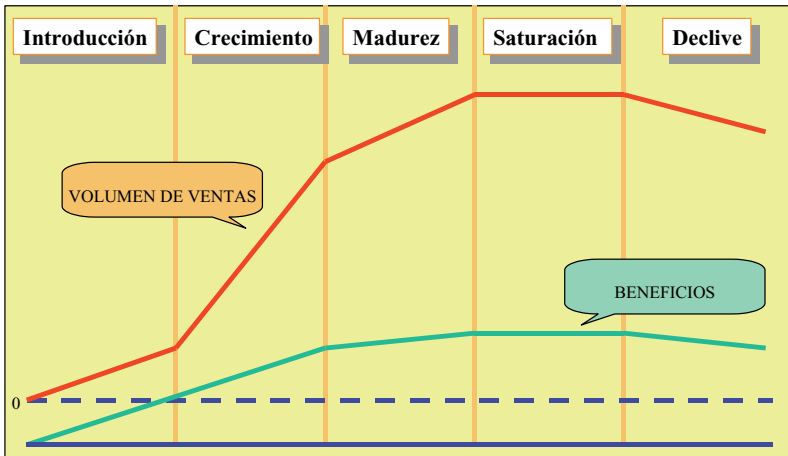 Introducción
Crecimiento
Madurez
Saturación
Declive
VOLUMEN DE VENTAS
BENEFICIOS
0